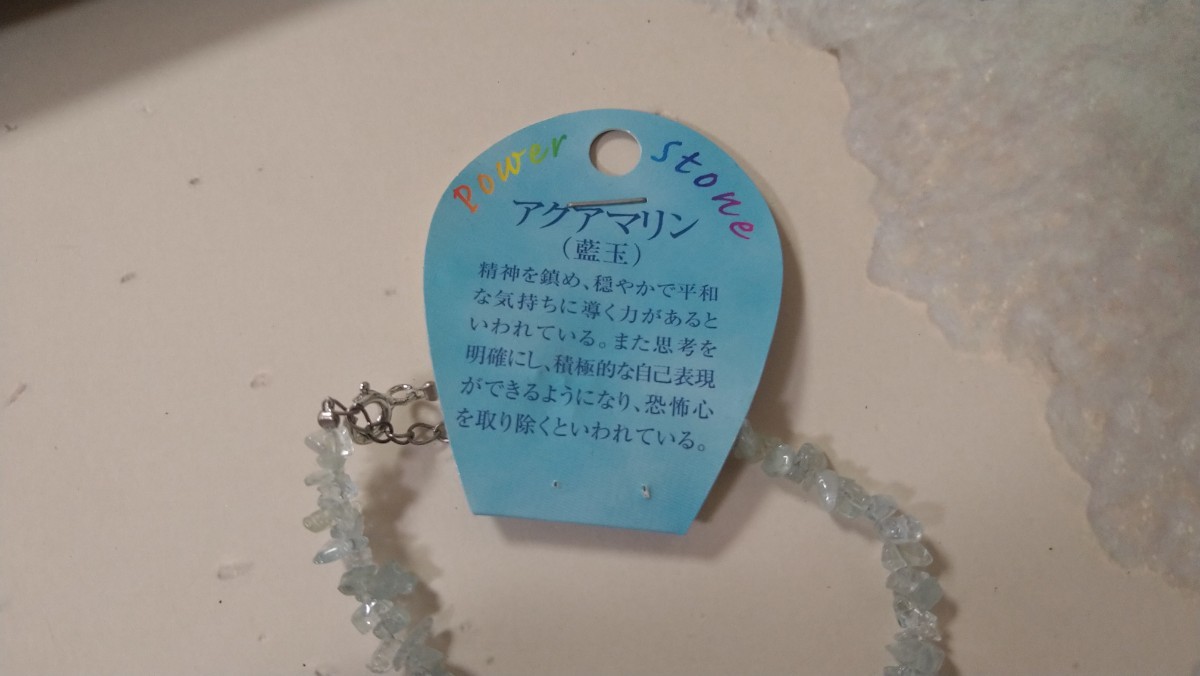 Power Stone
アクアマリン
(藍玉)
精神を鎮め、穏やかで平和
な気持ちに導く力があると
いわれている。また思考を
明確にし、積極的な自己表現
ができるようになり、恐怖心
を取り除くといわれている。